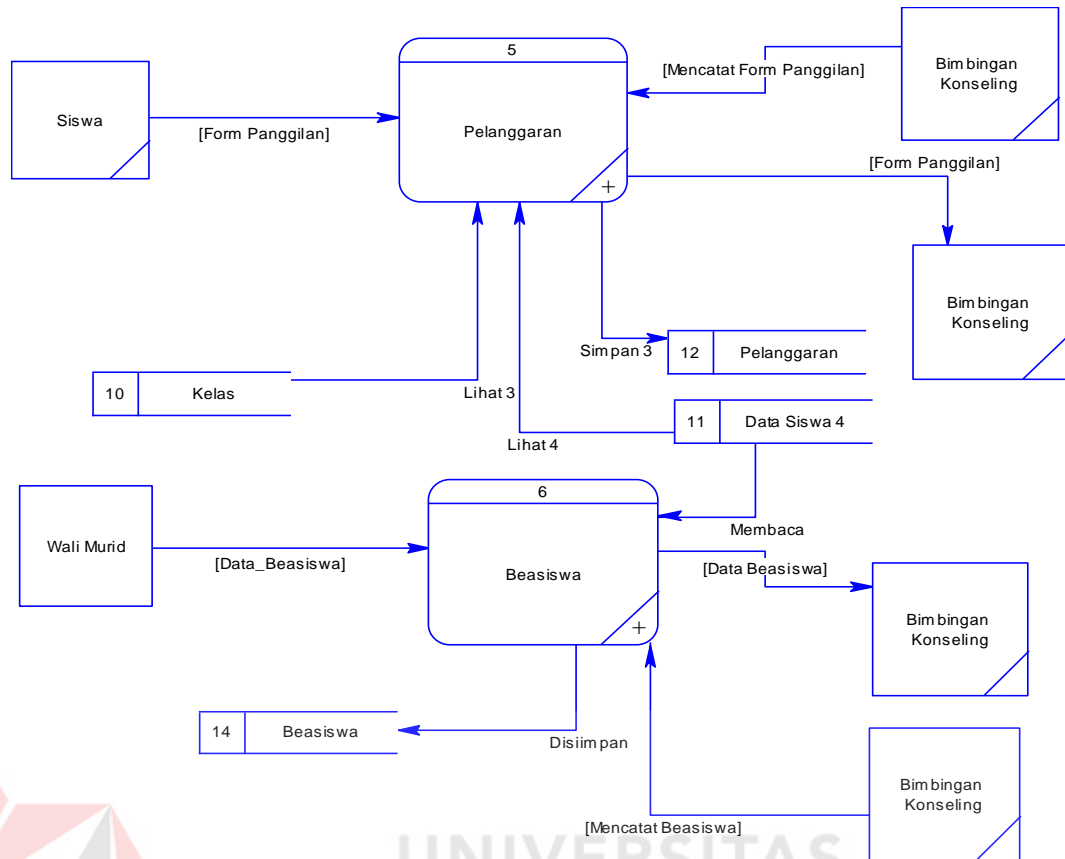 5
Bimbingan
Konseling
[Mencatat Form Panggilan]
Siswa
Pelanggaran
[Form Panggilan]
[Form Panggilan]
+
Bimbingan
Konseling
Simpan 3
12 Pelanggaran
10 Kelas
Lihat 3
11 Data Siswa 4
Lihat 4
6
Membaca
Wali Murid
[Data_Beasiswa]
Beasiswa
[Data Beasiswa]
+
Bimbingan
Konseling
14 Beasiswa
Disiimpan
Bimbingan
Konseling
[Mencatat Beasiswa]
UNIVERSITAS